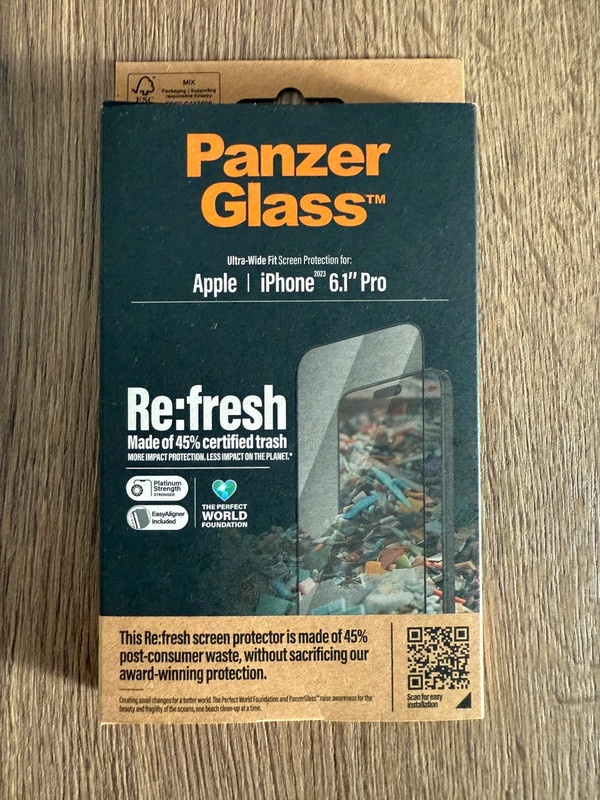 FSC
MIX
Packaging | Supporting
responsible forestry
Panzer
Glass™
Ultra-Wide Fit Screen Protection for:
Apple | iPhone 2023 6.1" Pro
Re:fresh
Made of 45% certified trash
MORE IMPACT PROTECTION. LESS IMPACT ON THE PLANET.*
Platinum
Strength
STRONGER
EasyAligner
Included
THE PERFECT
WORLD
FOUNDATION
This Re:fresh screen protector is made of 45%
post-consumer waste, without sacrificing our
award-winning protection.
Creating small changes for a better world. The Perfect World Foundation and PanzerGlass™ raise awareness for the
beauty and fragility of the oceans, one beach clean-up at a time.
Scan for easy
installation